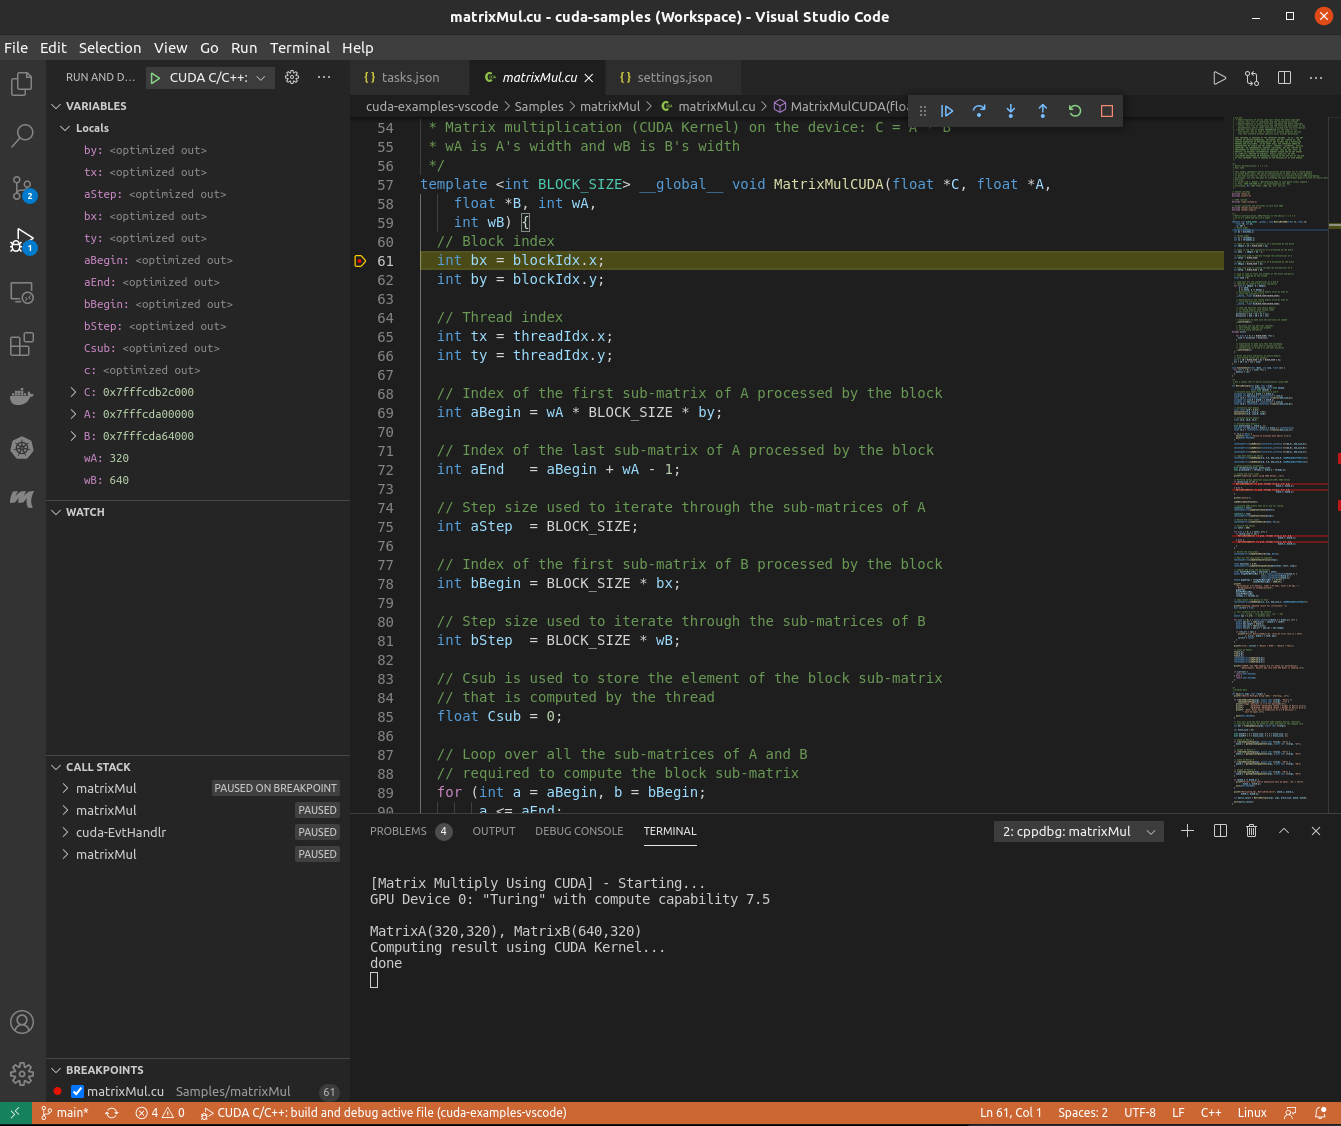 matrixMul.cu - cuda-samples (Workspace) - Visual Studio Code
File Edit Selection View Go Run Terminal Help
RUN AND D... CUDA C/C++:
VARIABLES
Locals
by: <optimized out>
tx: <optimized out>
aStep: <optimized out>
bx: <optimized out>
ty: <optimized out>
aBegin: <optimized out>
aEnd: <optimized out>
bBegin: <optimized out>
bStep: <optimized out>
Csub: <optimized out>
c: <optimized out>
C: 0x7fffcdb2c000
A: 0x7fffcda00000
B: 0x7fffcda64000
wA: 320
wB: 640
WATCH
CALL STACK
matrixMul PAUSED ON BREAKPOINT
matrixMul PAUSED
cuda-EvtHandlr PAUSED
matrixMul PAUSED
BREAKPOINTS
matrixMul.cu Samples/matrixMul 61
2
1
tasks.json matrixMul.cu settings.json
cuda-examples-vscode > Samples > matrixMul > matrixMul.cu > MatrixMulCUDA(floa
54 * Matrix multiplication (CUDA Kernel) on the device: C = A * B
55 * wA is A's width and wB is B's width
56 */
57 template <int BLOCK_SIZE> __global__ void MatrixMulCUDA(float *C, float *A,
58 float *B, int wA,
59 int wB) {
60 // Block index
61 int bx = blockIdx.x;
62 int by = blockIdx.y;
63
64 // Thread index
65 int tx = threadIdx.x;
66 int ty = threadIdx.y;
67
68 // Index of the first sub-matrix of A processed by the block
69 int aBegin = wA * BLOCK_SIZE * by;
70
71 // Index of the last sub-matrix of A processed by the block
72 int aEnd   = aBegin + wA - 1;
73
74 // Step size used to iterate through the sub-matrices of A
75 int aStep  = BLOCK_SIZE;
76
77 // Index of the first sub-matrix of B processed by the block
78 int bBegin = BLOCK_SIZE * bx;
79
80 // Step size used to iterate through the sub-matrices of B
81 int bStep  = BLOCK_SIZE * wB;
82
83 // Csub is used to store the element of the block sub-matrix
84 // that is computed by the thread
85 float Csub = 0;
86
87 // Loop over all the sub-matrices of A and B
88 // required to compute the block sub-matrix
89 for (int a = aBegin, b = bBegin;
90 a <= aEnd;
PROBLEMS 4 OUTPUT DEBUG CONSOLE TERMINAL 2: cppdbg: matrixMul
[Matrix Multiply Using CUDA] - Starting...
GPU Device 0: "Turing" with compute capability 7.5
MatrixA(320,320), MatrixB(640,320)
Computing result using CUDA Kernel...
done
main* 4 0 CUDA C/C++: build and debug active file (cuda-examples-vscode) Ln 61, Col 1 Spaces: 2 UTF-8 LF C++ Linux